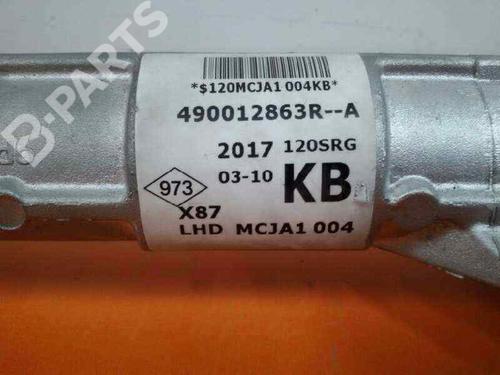 B-PARTS
*$120MCJA1 004KB*
490012863R--A
2017 120SRG
973 03-10 KB
X87
LHD MCJA1 004